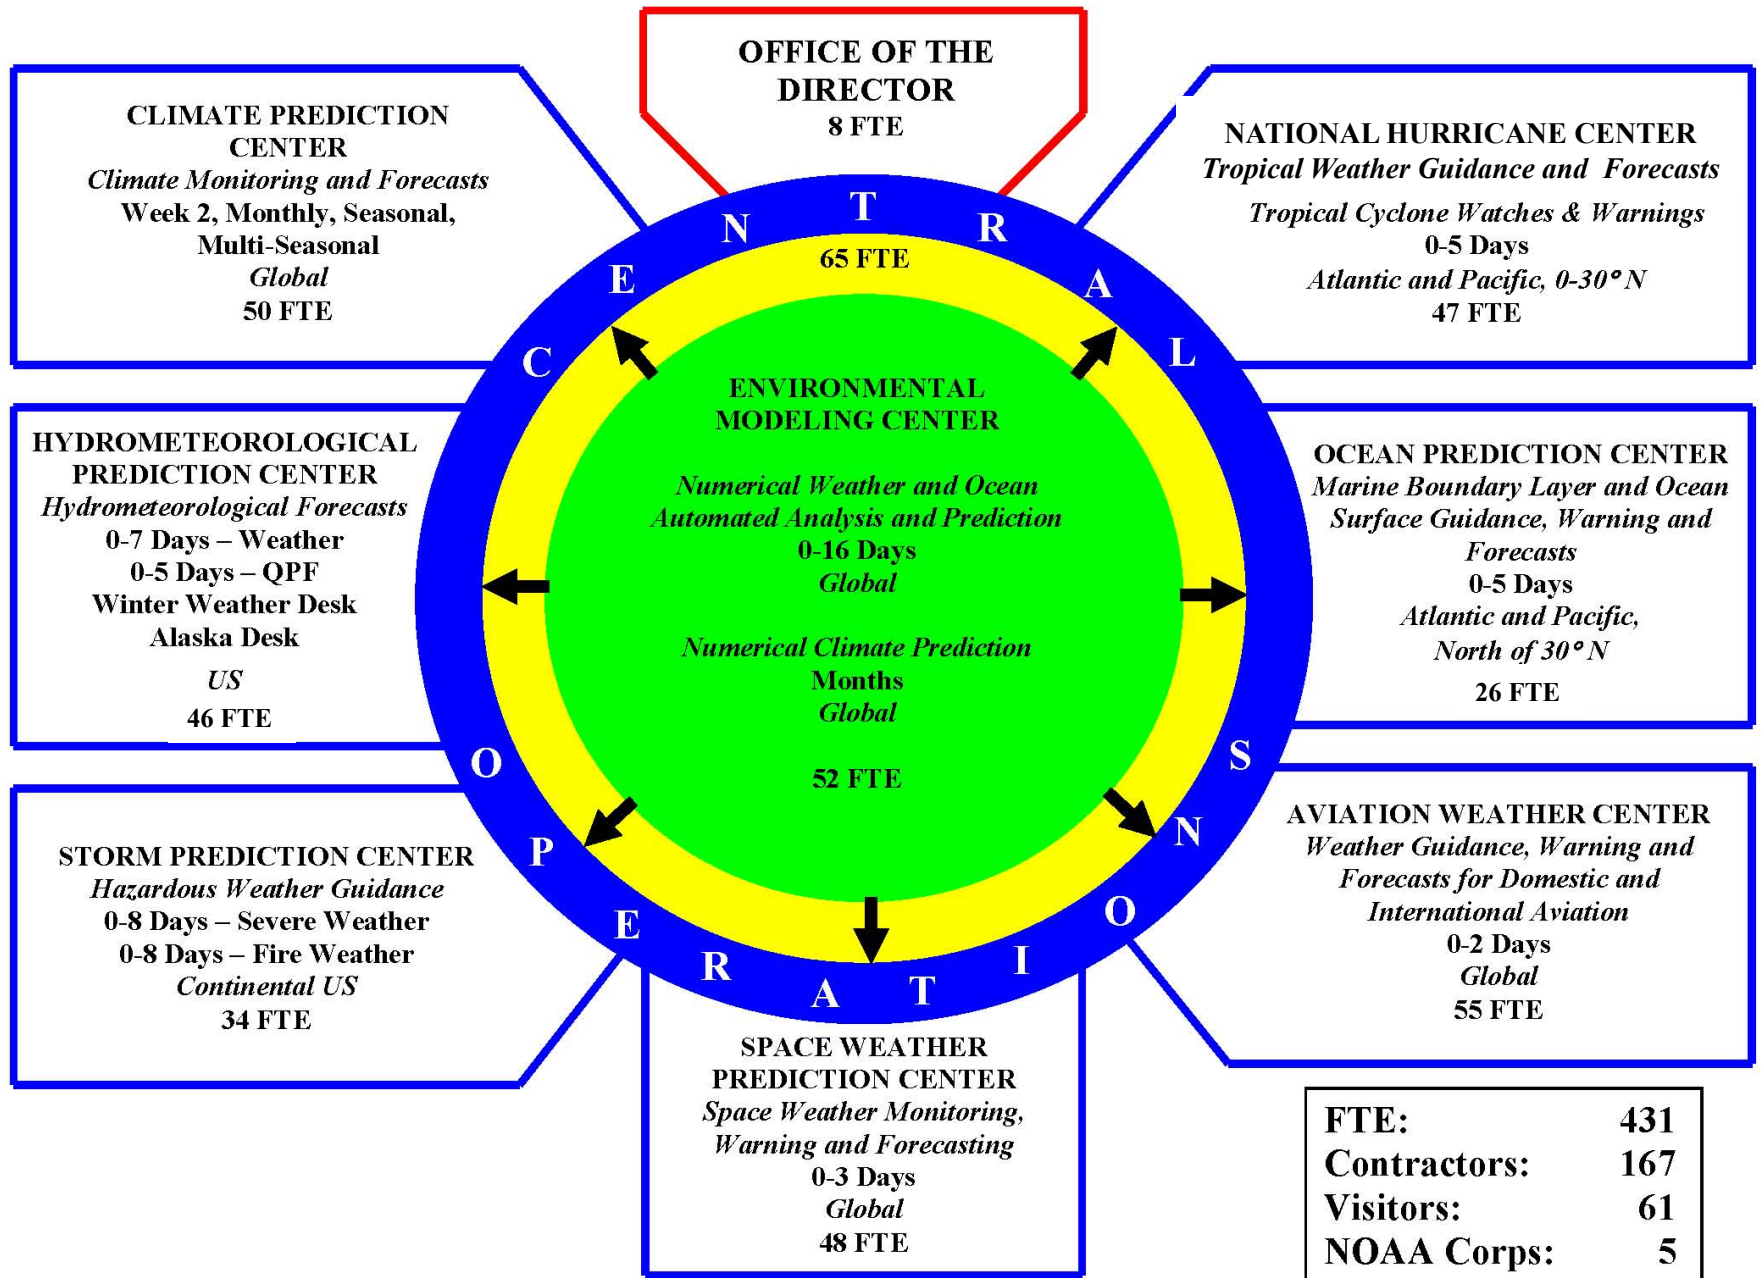 OFFICE OF THE
DIRECTOR
8 FTE
CLIMATE PREDICTION
CENTER
Climate Monitoring and Forecasts
Week 2, Monthly, Seasonal,
Multi-Seasonal
Global
50 FTE
NATIONAL HURRICANE CENTER
Tropical Weather Guidance and Forecasts
Tropical Cyclone Watches & Warnings
0-5 Days
Atlantic and Pacific, 0-30° N
47 FTE
CENTRAL
65 FTE
HYDROMETEOROLOGICAL
PREDICTION CENTER
Hydrometeorological Forecasts
0-7 Days – Weather
0-5 Days – QPF
Winter Weather Desk
Alaska Desk
US
46 FTE
ENVIRONMENTAL
MODELING CENTER
Numerical Weather and Ocean
Automated Analysis and Prediction
0-16 Days
Global
Numerical Climate Prediction
Months
Global
52 FTE
OCEAN PREDICTION CENTER
Marine Boundary Layer and Ocean
Surface Guidance, Warning and
Forecasts
0-5 Days
Atlantic and Pacific,
North of 30° N
26 FTE
OPERATIONS
STORM PREDICTION CENTER
Hazardous Weather Guidance
0-8 Days – Severe Weather
0-8 Days – Fire Weather
Continental US
34 FTE
AVIATION WEATHER CENTER
Weather Guidance, Warning and
Forecasts for Domestic and
International Aviation
0-2 Days
Global
55 FTE
SPACE WEATHER
PREDICTION CENTER
Space Weather Monitoring,
Warning and Forecasting
0-3 Days
Global
48 FTE
FTE: 431
Contractors: 167
Visitors: 61
NOAA Corps: 5